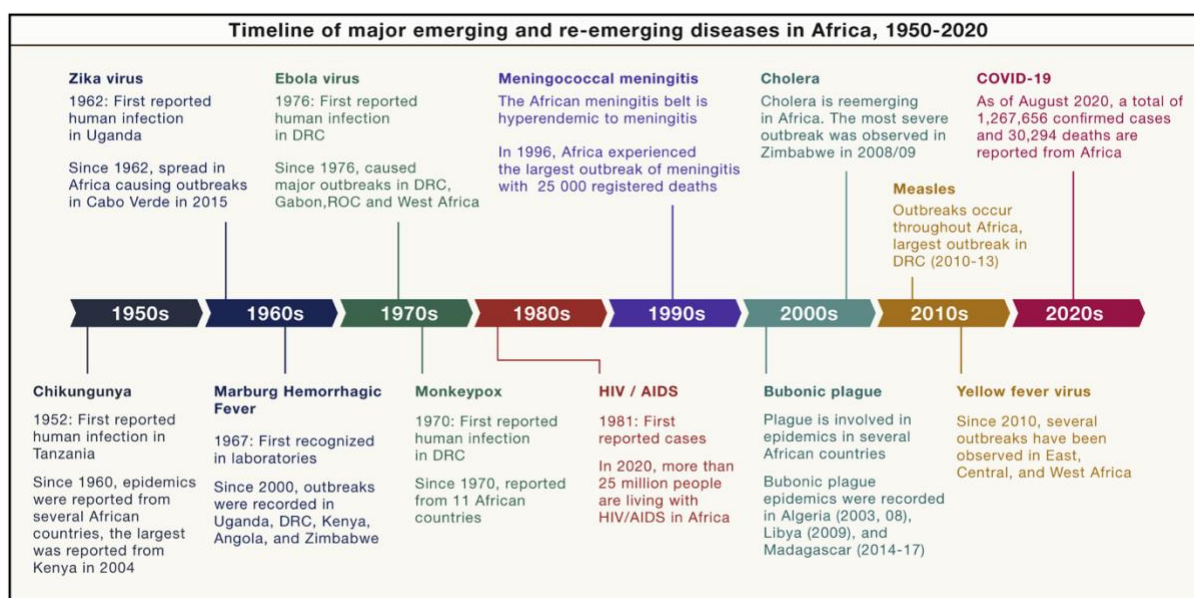 Timeline of major emerging and re-emerging diseases in Africa, 1950-2020
Zika virus
1962: First reported
human infection
in Uganda
Since 1962, spread in
Africa causing outbreaks
in Cabo Verde in 2015
Ebola virus
1976: First reported
human infection
in DRC
Since 1976, caused
major outbreaks in DRC,
Gabon,ROC and West Africa
Meningococcal meningitis
The African meningitis belt is
hyperendemic to meningitis
In 1996, Africa experienced
the largest outbreak of meningitis
with 25 000 registered deaths
Cholera
Cholera is reemerging
in Africa. The most severe
outbreak was observed in
Zimbabwe in 2008/09
Measles
Outbreaks occur
throughout Africa,
largest outbreak in
DRC (2010-13)
COVID-19
As of August 2020, a total of
1,267,656 confirmed cases
and 30,294 deaths are
reported from Africa
1950s
1960s
1970s
1980s
1990s
2000s
2010s
2020s
Chikungunya
1952: First reported
human infection in
Tanzania
Since 1960, epidemics
were reported from
several African
countries, the largest
was reported from
Kenya in 2004
Marburg Hemorrhagic
Fever
1967: First recognized
in laboratories
Since 2000, outbreaks
were recorded in
Uganda, DRC, Kenya,
Angola, and Zimbabwe
Monkeypox
1970: First reported
human infection
in DRC
Since 1970, reported
from 11 African
countries
HIV / AIDS
1981: First
reported cases
In 2020, more than
25 million people
are living with
HIV/AIDS in Africa
Bubonic plague
Plague is involved in
epidemics in several
African countries
Bubonic plague
epidemics were recorded
in Algeria (2003, 08),
Libya (2009), and
Madagascar (2014-17)
Yellow fever virus
Since 2010, several
outbreaks have been
observed in East,
Central, and West Africa